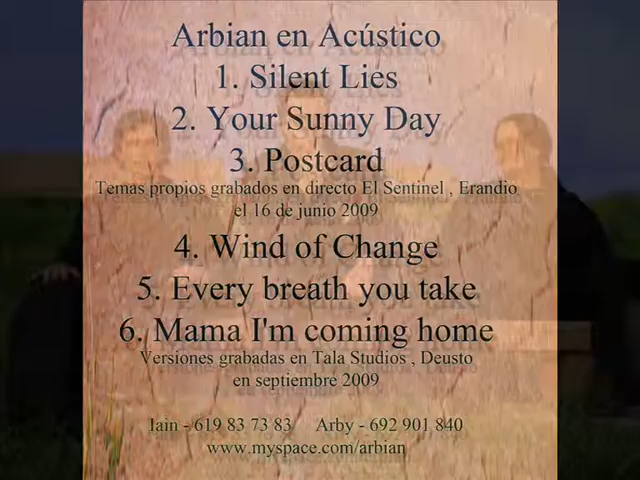 Arbian en Acústico
1. Silent Lies
2. Your Sunny Day
3. Postcard
Temas propios grabados en directo El Sentinel , Erandio
el 16 de junio 2009
4. Wind of Change
5. Every breath you take
6. Mama I'm coming home
Versiones grabadas en Tala Studios , Deusto
en septiembre 2009
Iain - 619 83 73 83 Arby - 692 901 840
www.myspace.com/arbian